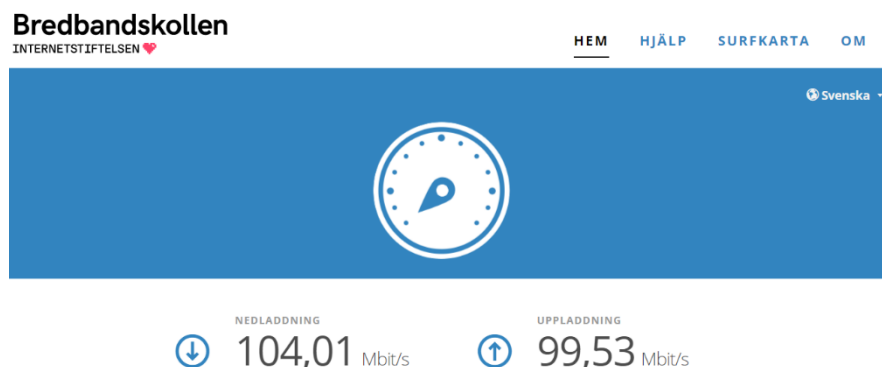 Bredbandskollen
INTERNETSTIFTELSEN
HEM HJÄLP SURFKARTA OM
Svenska
NEDLADDNING UPPLADDNING
104,01 Mbit/s 99,53 Mbit/s